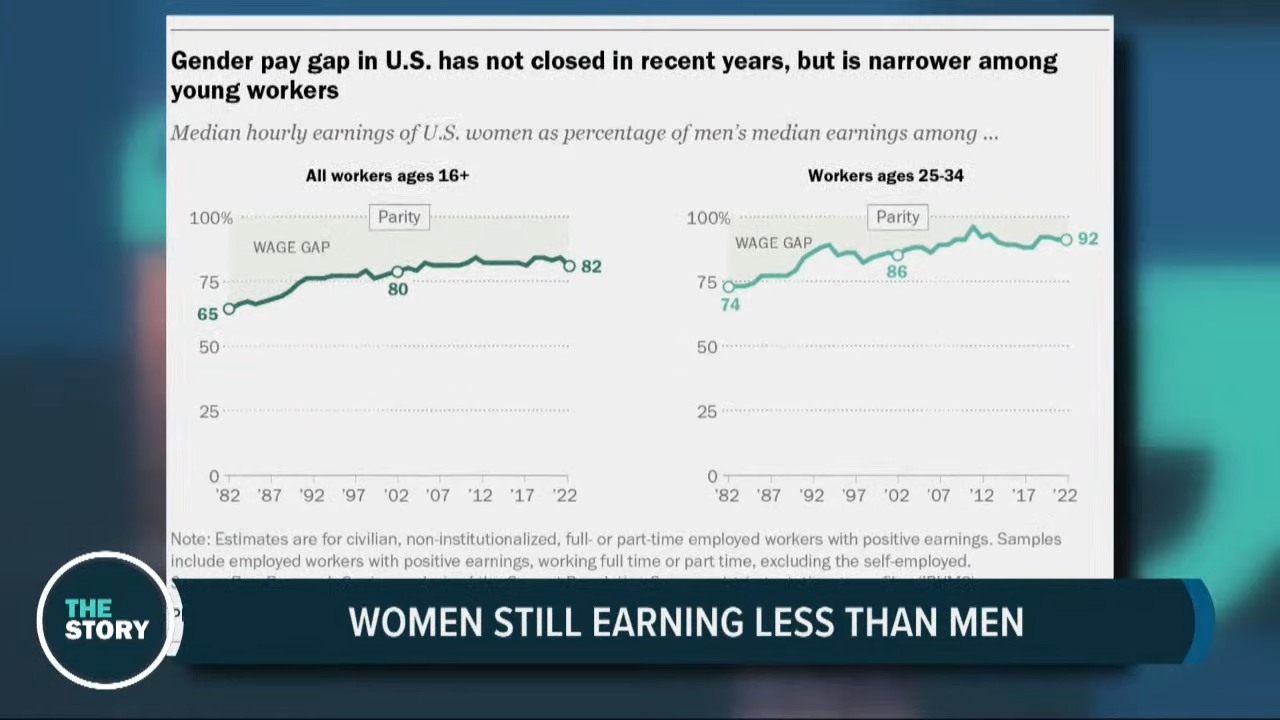 Gender pay gap in U.S. has not closed in recent years, but is narrower among
young workers
Median hourly earnings of U.S. women as percentage of men's median earnings among ...
All workers ages 16+
100%
Parity
WAGE GAP
75
82
80
65
50
25
0
'82 '87 '92 '97 '02 '07 '12 '17 '22
Workers ages 25-34
100%
Parity
WAGE GAP
92
86
75
74
50
25
0
'82 '87 '92 '97 '02 '07 '12 '17 '22
Note: Estimates are for civilian, non-institutionalized, full- or part-time employed workers with positive earnings. Samples
include employed workers with positive earnings, working full time or part time, excluding the self-employed.
THE
STORY
WOMEN STILL EARNING LESS THAN MEN